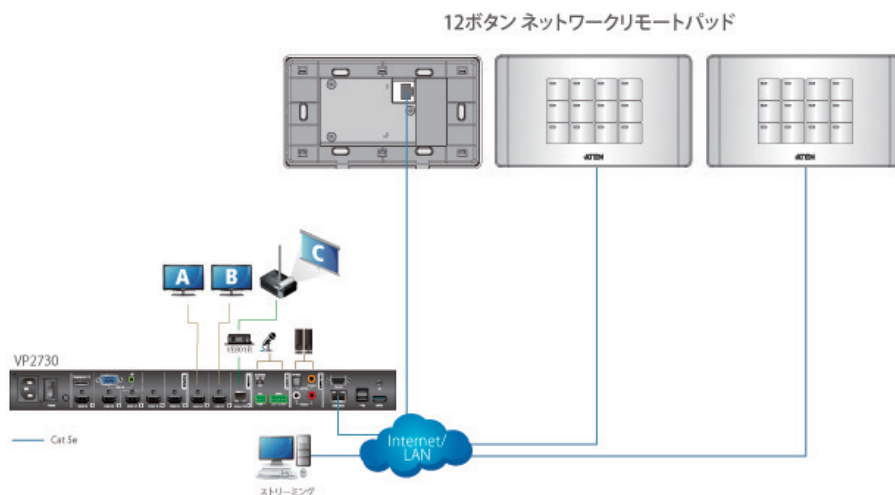 12ボタン ネットワークリモートパッド
ATEN
ATEN
A
B
C
VE801R
VP2730
Cat 5e
Internet/
LAN
ストリーミング